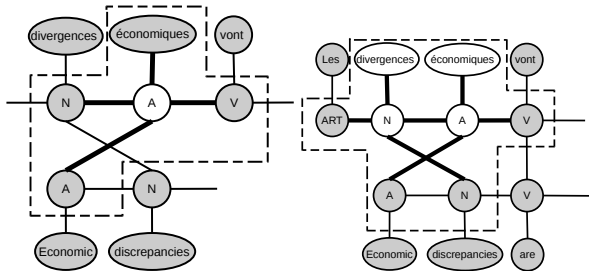 divergences économiques vont
N A V
A N
Economic discrepancies
Les divergences économiques vont
ART N A V
A N V
Economic discrepancies are